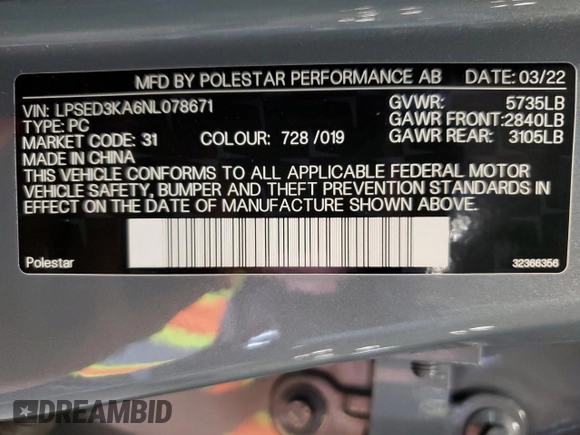 MFD BY POLESTAR PERFORMANCE AB DATE: 03/22
VIN: LPSED3KA6NL078671 GVWR: 5735LB
TYPE: PC GAWR FRONT: 2840LB
MARKET CODE: 31 COLOUR: 728 /019 GAWR REAR: 3105LB
MADE IN CHINA
THIS VEHICLE CONFORMS TO ALL APPLICABLE FEDERAL MOTOR
VEHICLE SAFETY, BUMPER AND THEFT PREVENTION STANDARDS IN
EFFECT ON THE DATE OF MANUFACTURE SHOWN ABOVE.
Polestar 32366356
DREAMBID